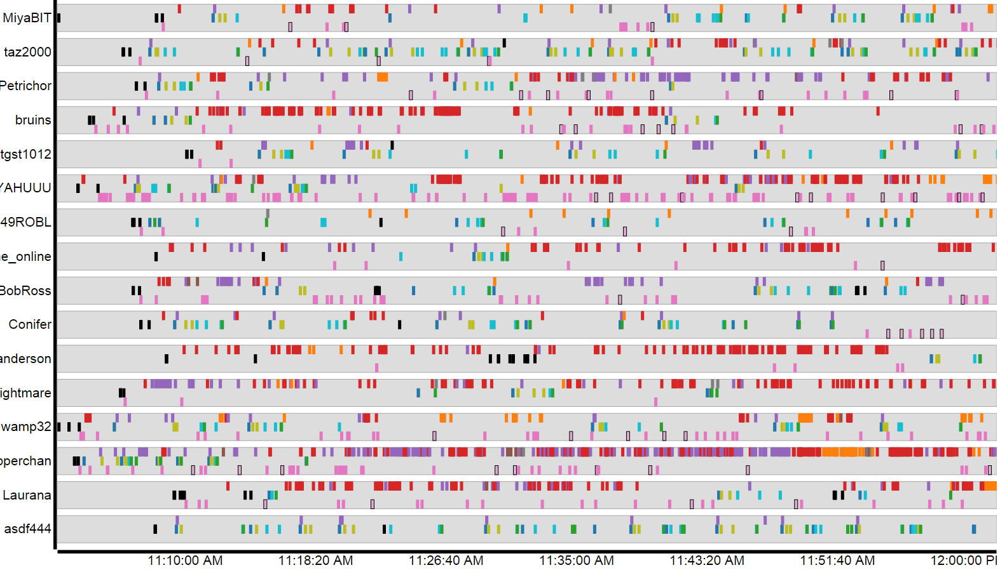 MiyaBIT
taz2000
Petrichor
bruins
tgst1012
YAHUUU
49ROBL
e_online
BobRoss
Conifer
anderson
ightmare
wamp32
operchan
Laurana
asdf444
11:10:00 AM 11:18:20 AM 11:26:40 AM 11:35:00 AM 11:43:20 AM 11:51:40 AM 12:00:00 P